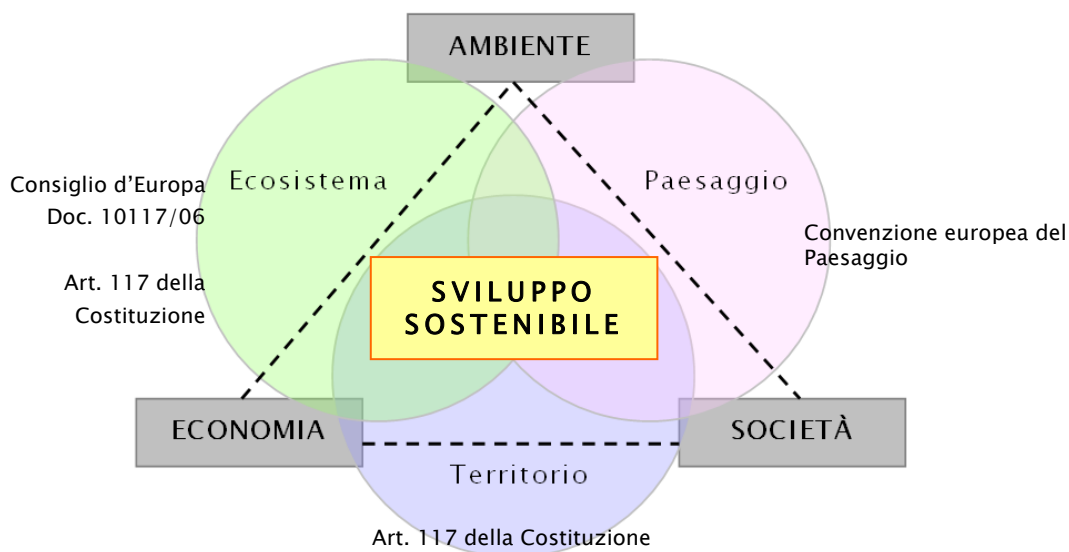 AMBIENTE
Ecosistema
Paesaggio
Consiglio d’Europa
Doc. 10117/06
Art. 117 della
Costituzione
Convenzione europea del
Paesaggio
SVILUPPO
SOSTENIBILE
ECONOMIA
SOCIETÀ
Territorio
Art. 117 della Costituzione